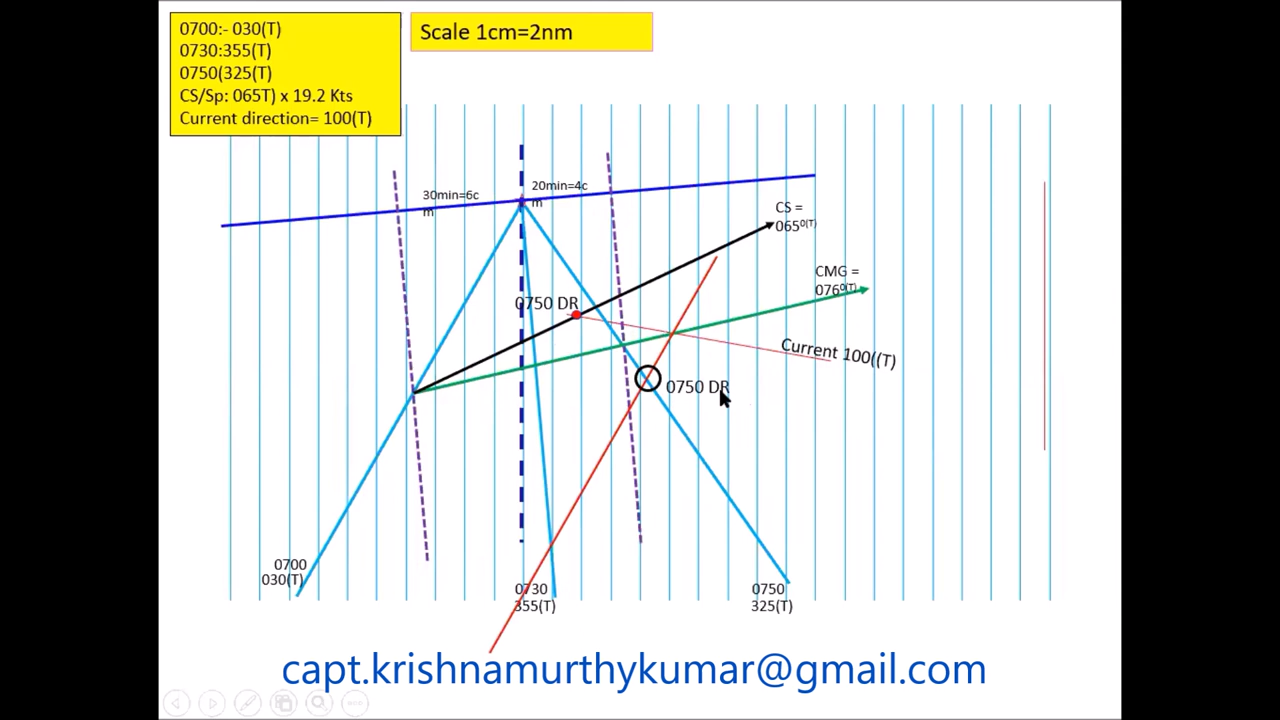 0700:- 030(T)
0730:355(T)
0750(325(T)
CS/Sp: 065T) x 19.2 Kts
Current direction= 100(T)
Scale 1cm=2nm
30min=6c
m
20min=4c
m
CS =
065⁰(T)
CMG =
076⁰(T)
0750 DR
Current 100((T)
0750 DR
0700
030(T)
0730
355(T)
0750
325(T)
capt.krishnamurthykumar@gmail.com